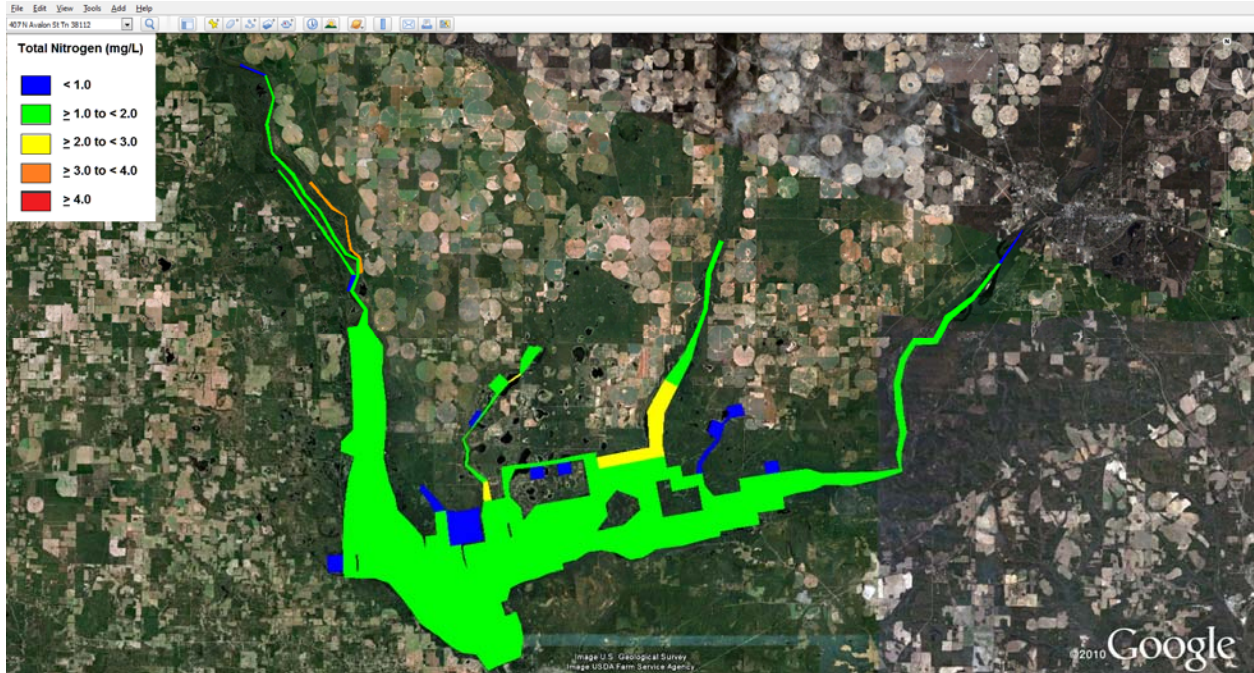 File Edit View Tools Add Help
407 N Avalon St Tn 38112
Total Nitrogen (mg/L)
< 1.0
≥ 1.0 to < 2.0
≥ 2.0 to < 3.0
≥ 3.0 to < 4.0
≥ 4.0
N
Image U.S. Geological Survey
Image USDA Farm Service Agency
©2010 Google